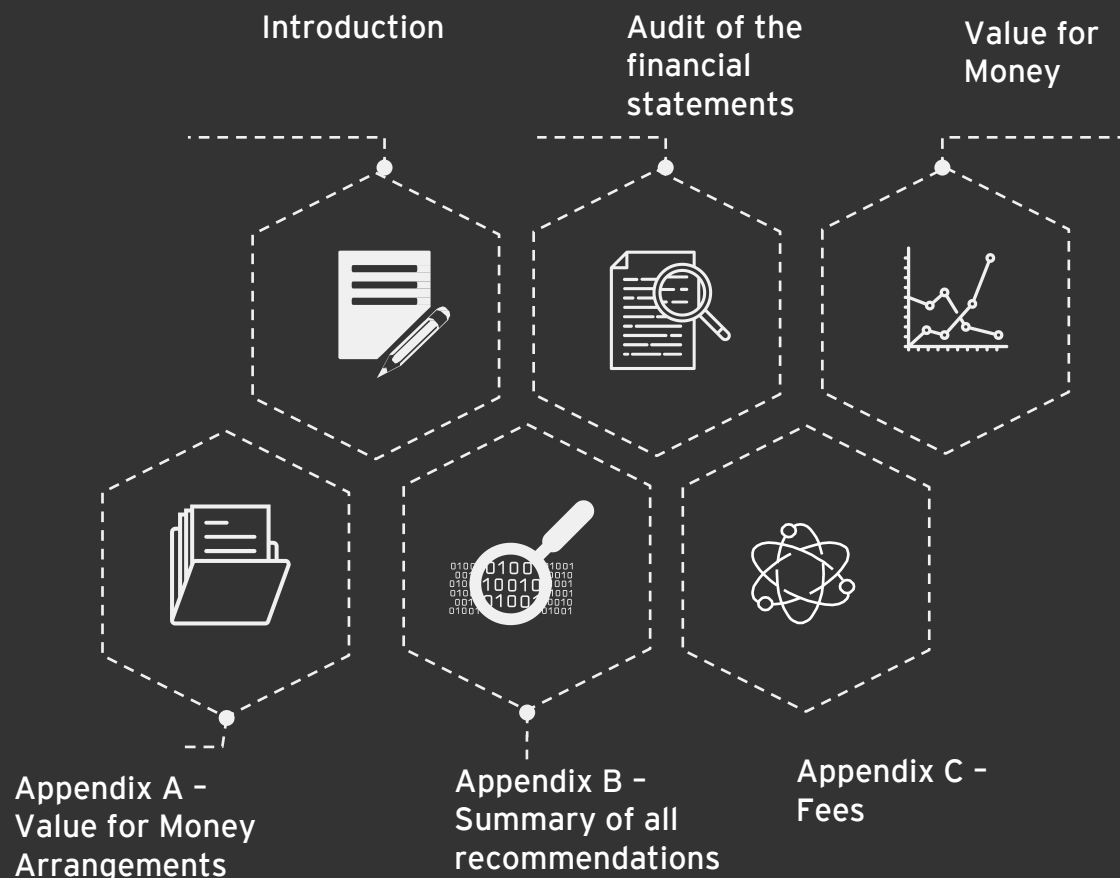 Introduction
Audit of the
financial
statements
Value for
Money
Appendix A –
Value for Money
Arrangements
Appendix B –
Summary of all
recommendations
Appendix C –
Fees